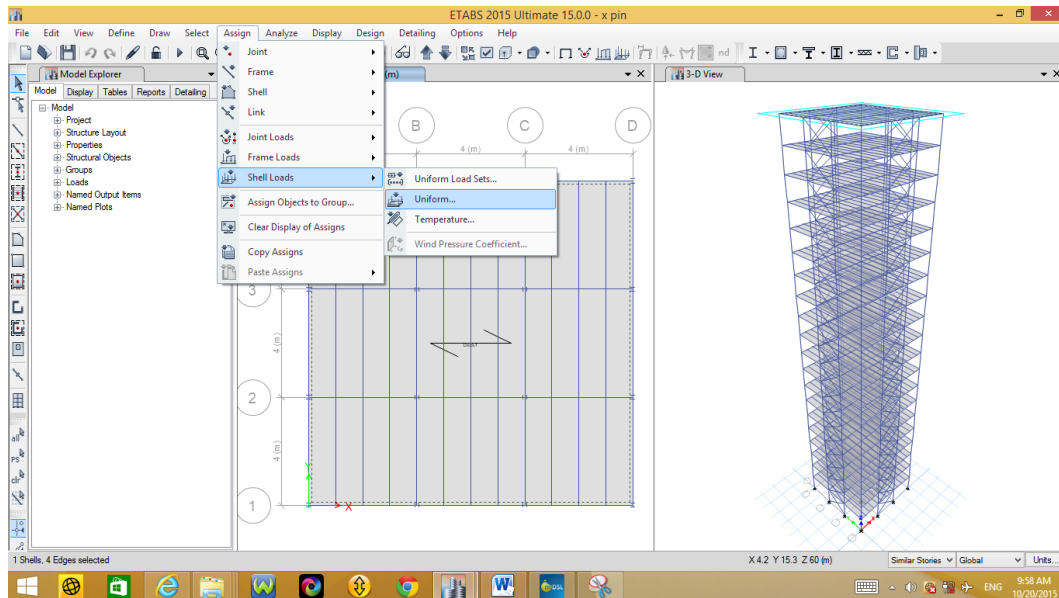 ETABS 2015 Ultimate 15.0.0 - x pin
File Edit View Define Draw Select Assign Analyze Display Design Detailing Options Help
nd
Model Explorer
(m)
3-D View
Model Display Tables Reports Detailing
Model
Project
Structure Layout
Properties
Structural Objects
Groups
Loads
Named Output Items
Named Plots
Joint
Frame
Shell
Link
Joint Loads
Frame Loads
Shell Loads
Assign Objects to Group...
Clear Display of Assigns
Copy Assigns
Paste Assigns
Uniform Load Sets...
Uniform...
Temperature...
Wind Pressure Coefficient...
B C D
4 (m) 4 (m)
3
4 (m)
2
4 (m)
1
Y
X
all
PS
clr
1 Shells, 4 Edges selected
X 4.2 Y 15.3 Z 60 (m)
Similar Stories Global Units...
ENG 9:58 AM
10/20/2015